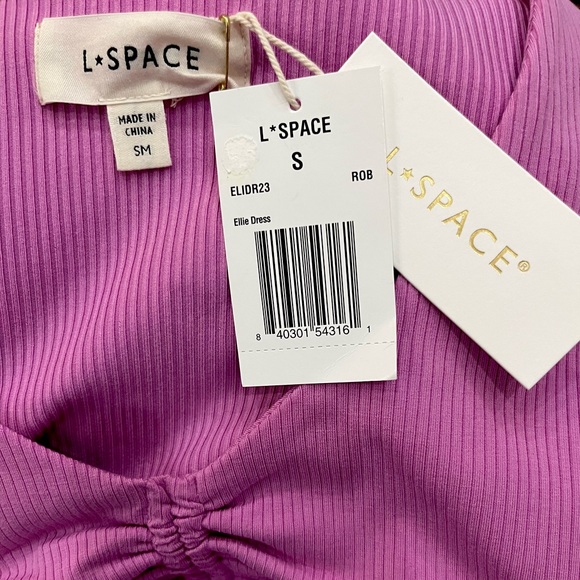 L★SPACE
MADE IN
CHINA
SM
L*SPACE
S
ELIDR23 ROB
Ellie Dress
8 40301 54316 1
L★SPACE®